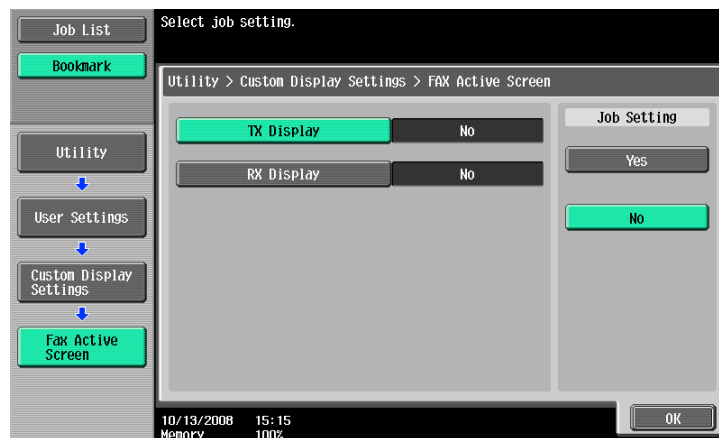 Job List
Bookmark
Utility
User Settings
Custom Display
Settings
Fax Active
Screen
Select job setting.
Utility > Custom Display Settings > FAX Active Screen
TX Display No
RX Display No
Job Setting
Yes
No
10/13/2008 15:15
Memory 100%
OK